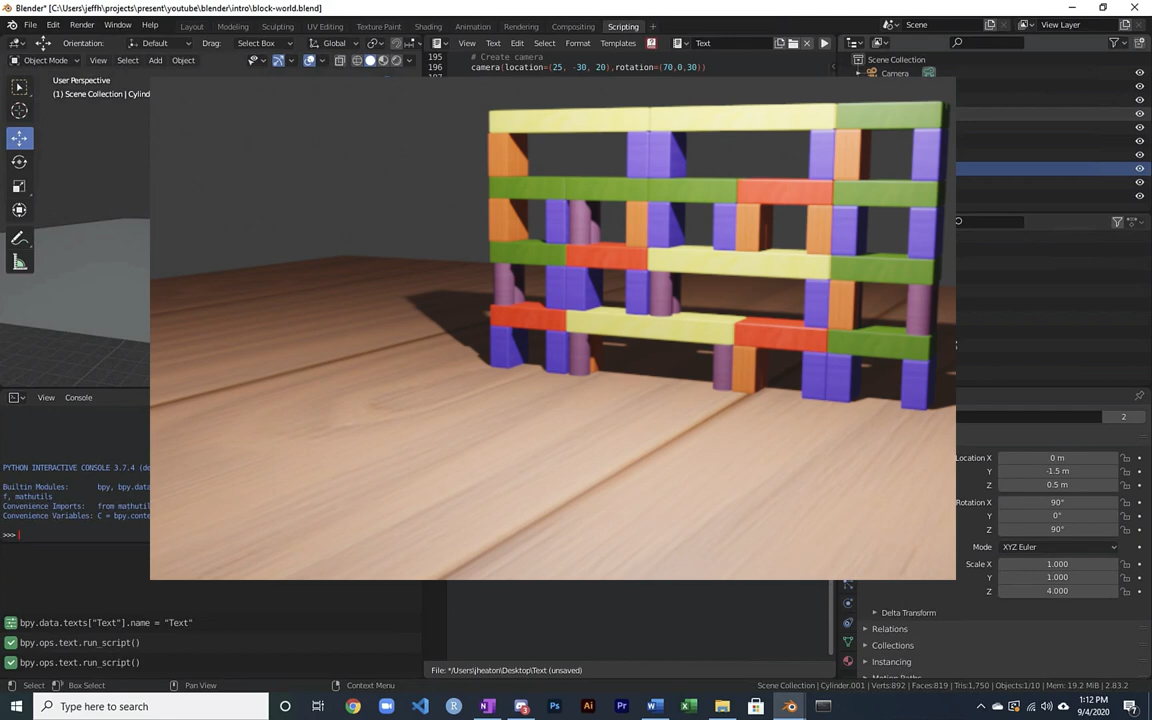 Blender* [C:\Users\jeffh\projects\present\youtube\blender\intro\block-world.blend]
File Edit Render Window Help Layout Modeling Sculpting UV Editing Texture Paint Shading Animation Rendering Compositing Scripting + Scene View Layer
Orientation: Default Drag: Select Box Global View Text Edit Select Format Templates Text
Object Mode View Select Add Object
195 # Create camera
196 camera(location=(25, -30, 20),rotation=(70,0,30))
197
User Perspective
(1) Scene Collection | Cylind
Scene Collection
Camera
View Console
2
PYTHON INTERACTIVE CONSOLE 3.7.4 (de
Builtin Modules: bpy, bpy.data
f, mathutils
Convenience Imports: from mathutil
Convenience Variables: C = bpy.conte
>>>
Location X 0 m
Y -1.5 m
Z 0.5 m
Rotation X 90°
Y 0°
Z 90°
Mode XYZ Euler
Scale X 1.000
Y 1.000
Z 4.000
Delta Transform
Relations
Collections
Instancing
Motion Paths
bpy.data.texts["Text"].name = "Text"
bpy.ops.text.run_script()
bpy.ops.text.run_script()
File: */Users\jheaton\Desktop\Text (unsaved)
Select Box Select Pan View Context Menu
Scene Collection | Cylinder.001 | Verts:892 | Faces:819 | Tris:1,750 | Objects:1/10 | Mem: 19.2 MiB | 2.83.2
Type here to search
1:12 PM
9/4/2020